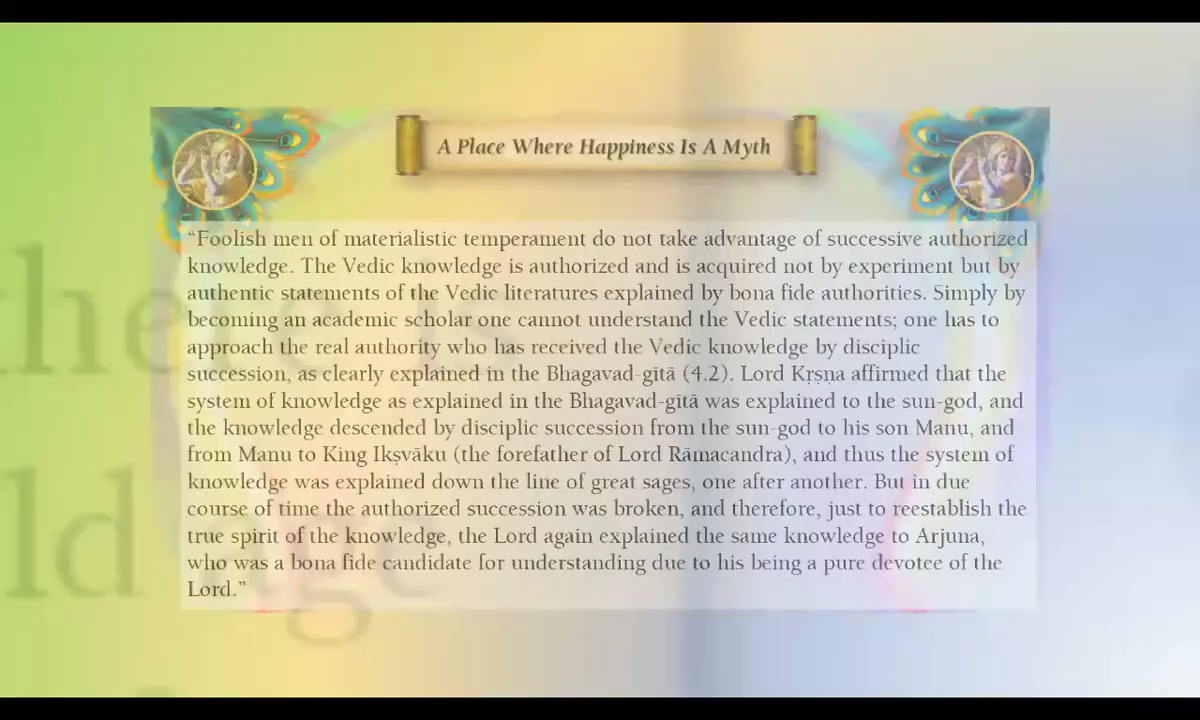 A Place Where Happiness Is A Myth
“Foolish men of materialistic temperament do not take advantage of successive authorized
knowledge. The Vedic knowledge is authorized and is acquired not by experiment but by
authentic statements of the Vedic literatures explained by bona fide authorities. Simply by
becoming an academic scholar one cannot understand the Vedic statements; one has to
approach the real authority who has received the Vedic knowledge by disciplic
succession, as clearly explained in the Bhagavad-gītā (4.2). Lord Kṛṣṇa affirmed that the
system of knowledge as explained in the Bhagavad-gītā was explained to the sun-god, and
the knowledge descended by disciplic succession from the sun-god to his son Manu, and
from Manu to King Ikṣvāku (the forefather of Lord Rāmacandra), and thus the system of
knowledge was explained down the line of great sages, one after another. But in due
course of time the authorized succession was broken, and therefore, just to reestablish the
true spirit of the knowledge, the Lord again explained the same knowledge to Arjuna,
who was a bona fide candidate for understanding due to his being a pure devotee of the
Lord.”
the
ld age